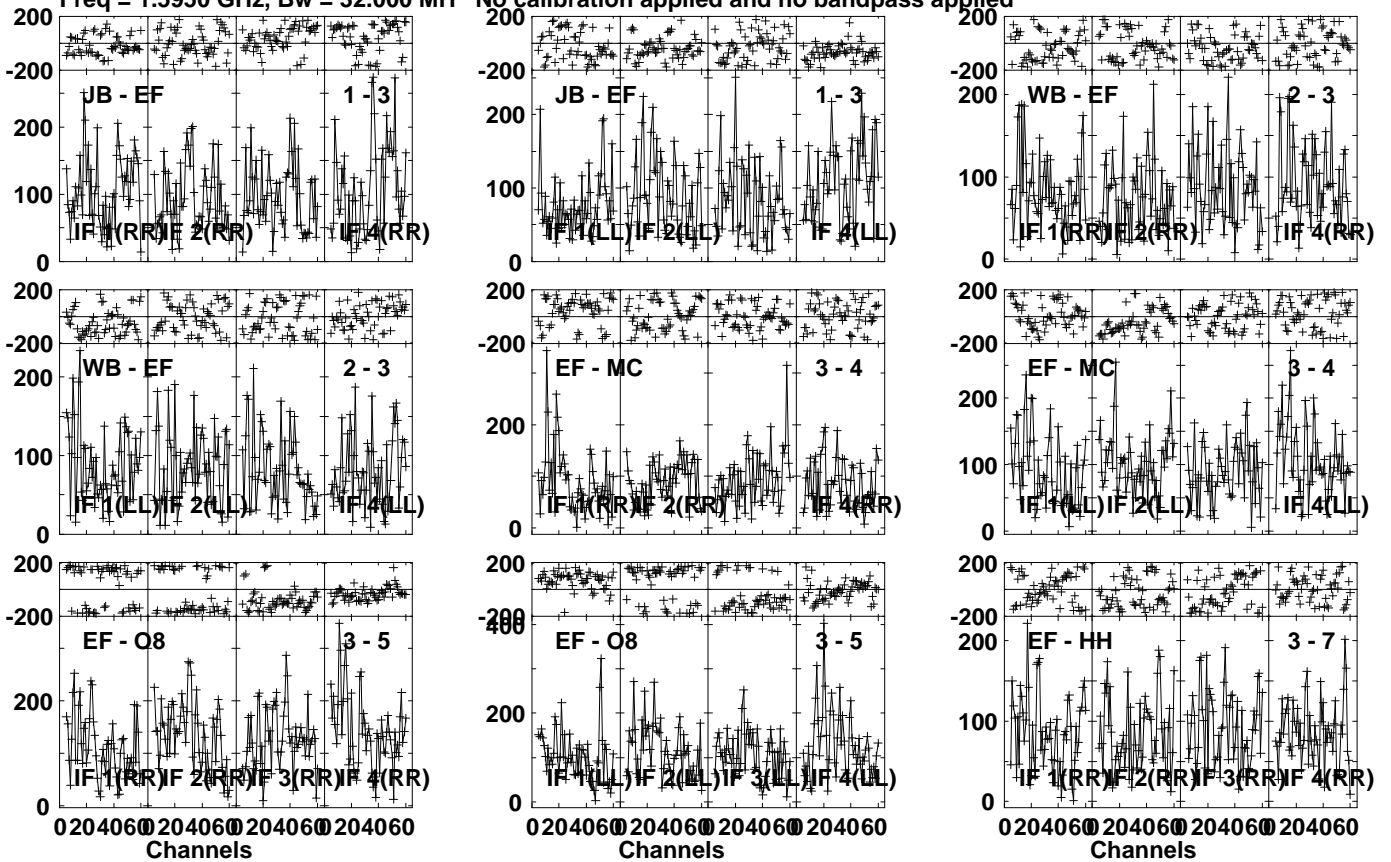 Freq = 1.5950 GHz, Bw = 32.000 MH No calibration applied and no bandpass applied
200
-200
JB - EF 1 - 3
200
100
0
IF 1(RR) IF 2(RR) IF 4(RR)
200
-200
JB - EF 1 - 3
200
100
0
IF 1(LL) IF 2(LL) IF 4(LL)
200
-200
WB - EF 2 - 3
200
100
0
IF 1(RR) IF 2(RR) IF 4(RR)
200
-200
WB - EF 2 - 3
200
100
0
IF 1(LL) IF 2(LL) IF 4(LL)
200
-200
EF - MC 3 - 4
200
0
IF 1(RR) IF 2(RR) IF 4(RR)
200
-200
EF - MC 3 - 4
200
100
0
IF 1(LL) IF 2(LL) IF 4(LL)
200
-200
EF - O8 3 - 5
200
0
IF 1(RR) IF 2(RR) IF 3(RR) IF 4(RR)
0 20 40 60 0 20 40 60 0 20 40 60 0 20 40 60
Channels
200
-200
400
EF - O8 3 - 5
200
0
IF 1(LL) IF 2(LL) IF 3(LL) IF 4(LL)
0 20 40 60 0 20 40 60 0 20 40 60 0 20 40 60
Channels
200
-200
EF - HH 3 - 7
200
100
0
IF 1(RR) IF 2(RR) IF 3(RR) IF 4(RR)
0 20 40 60 0 20 40 60 0 20 40 60 0 20 40 60
Channels